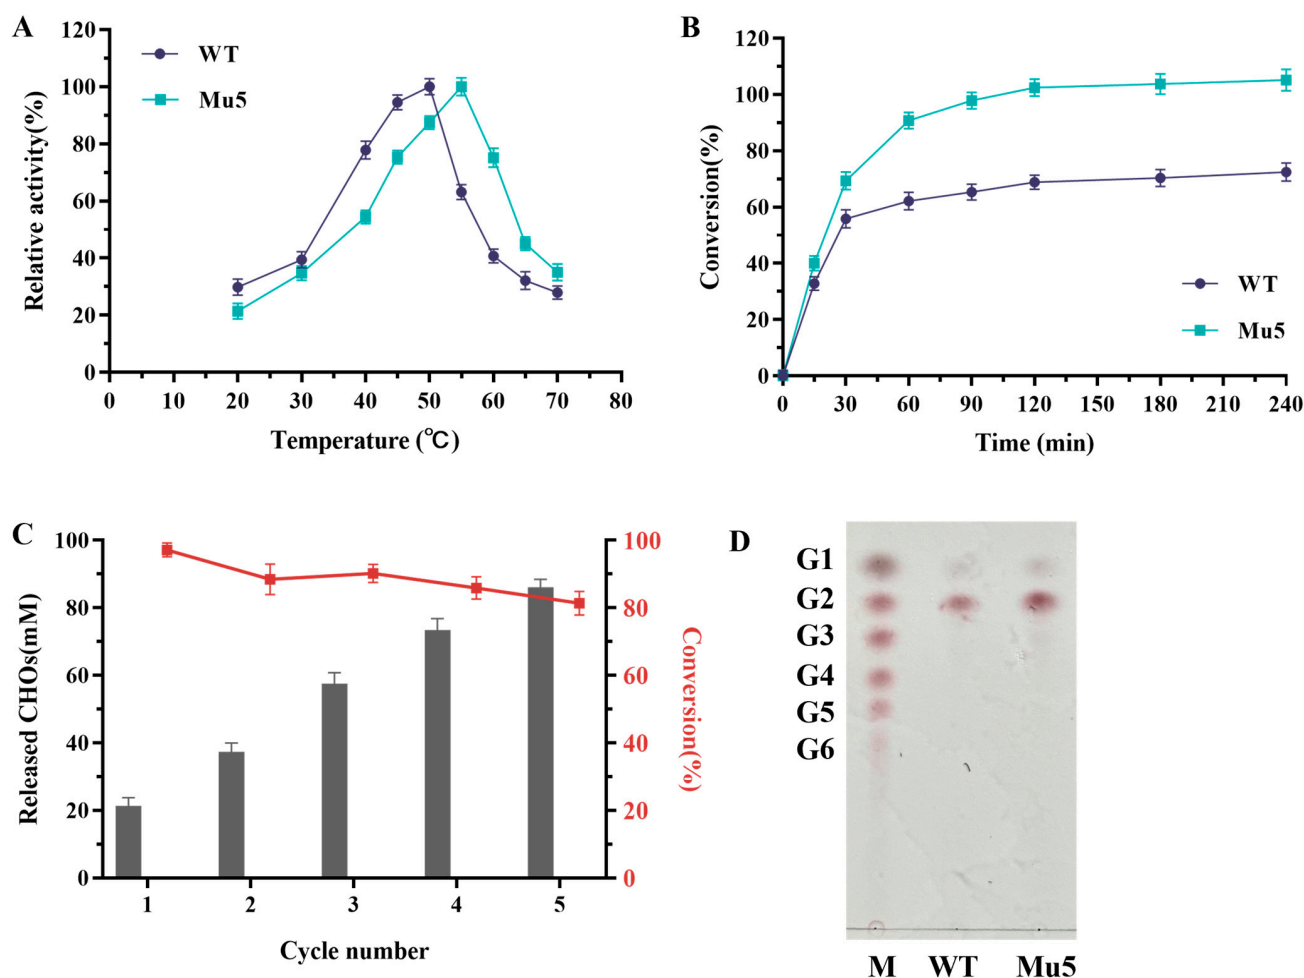 A
WT
Mu5
120
100
80
60
40
20
0
Relative activity(%)
0 10 20 30 40 50 60 70 80
Temperature (℃)
B
120
100
80
60
40
20
0
Conversion(%)
WT
Mu5
0 30 60 90 120 150 180 210 240
Time (min)
C
100
80
60
40
20
0
Released CHOs(mM)
100
80
60
40
20
0
Conversion(%)
1 2 3 4 5
Cycle number
D
G1
G2
G3
G4
G5
G6
M WT Mu5